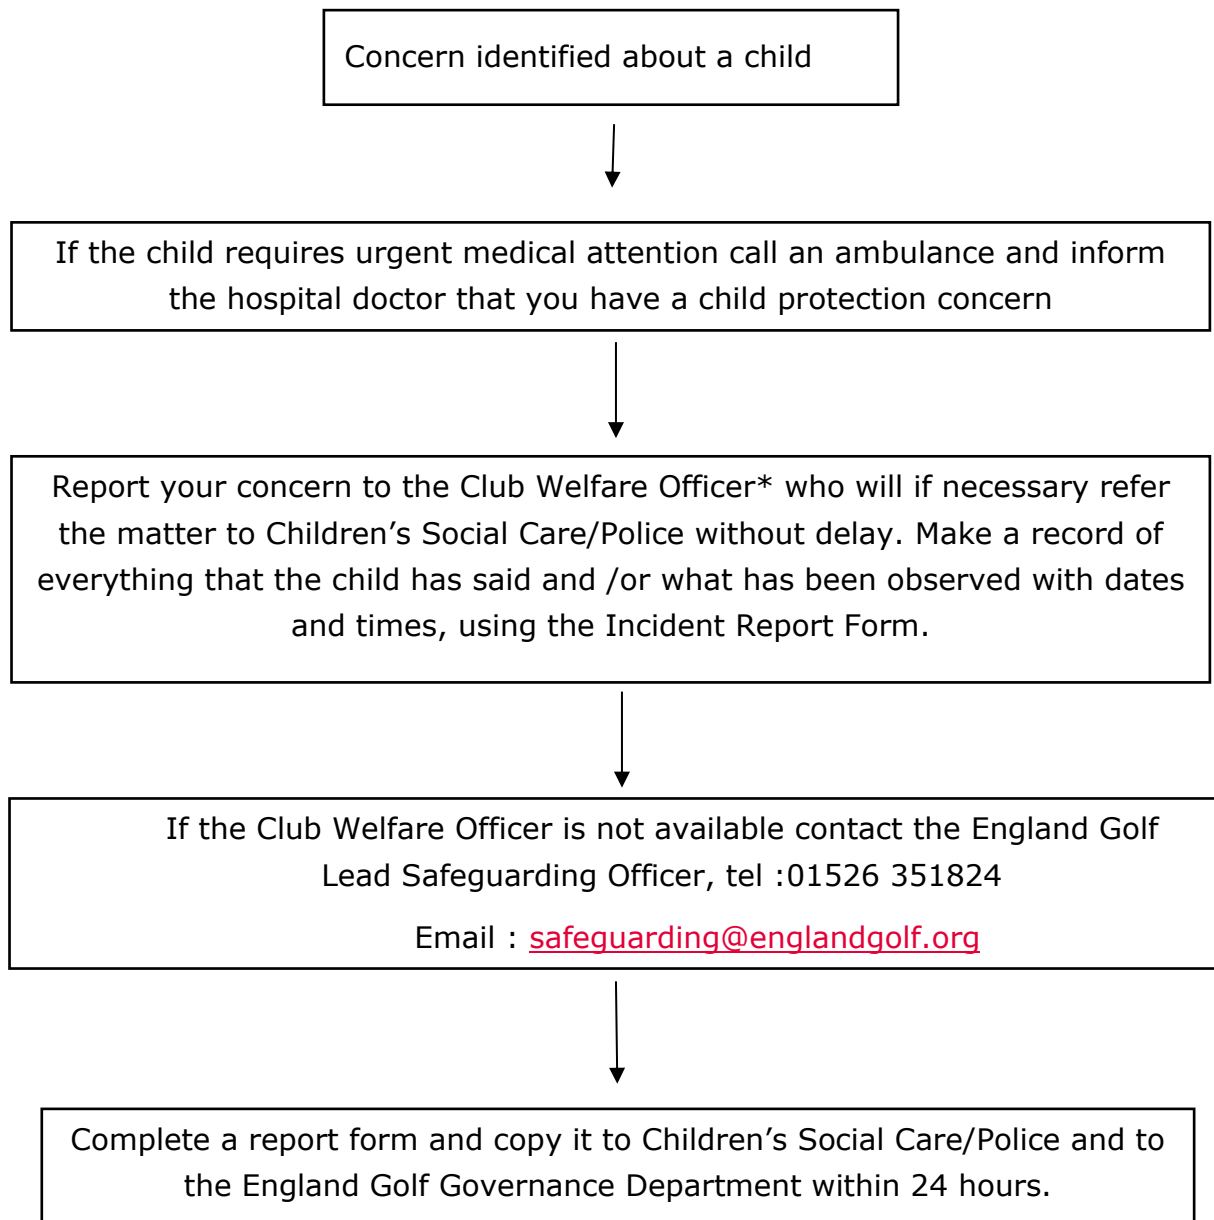 Concern identified about a child
If the child requires urgent medical attention call an ambulance and inform
the hospital doctor that you have a child protection concern
Report your concern to the Club Welfare Officer* who will if necessary refer
the matter to Children’s Social Care/Police without delay. Make a record of
everything that the child has said and /or what has been observed with dates
and times, using the Incident Report Form.
If the Club Welfare Officer is not available contact the England Golf
Lead Safeguarding Officer, tel :01526 351824
Email : safeguarding@englandgolf.org
Complete a report form and copy it to Children’s Social Care/Police and to
the England Golf Governance Department within 24 hours.